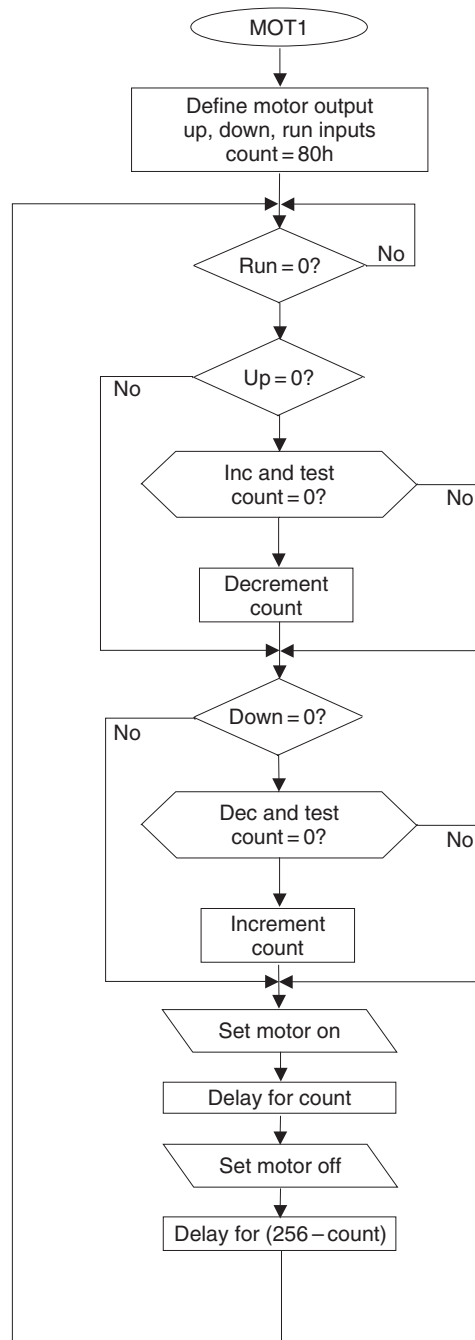 MOT1
Define motor output
up, down, run inputs
count = 80h
Run = 0?
No
Up = 0?
No
Inc and test
count = 0?
No
Decrement
count
Down = 0?
No
Dec and test
count = 0?
No
Increment
count
Set motor on
Delay for count
Set motor off
Delay for (256 – count)